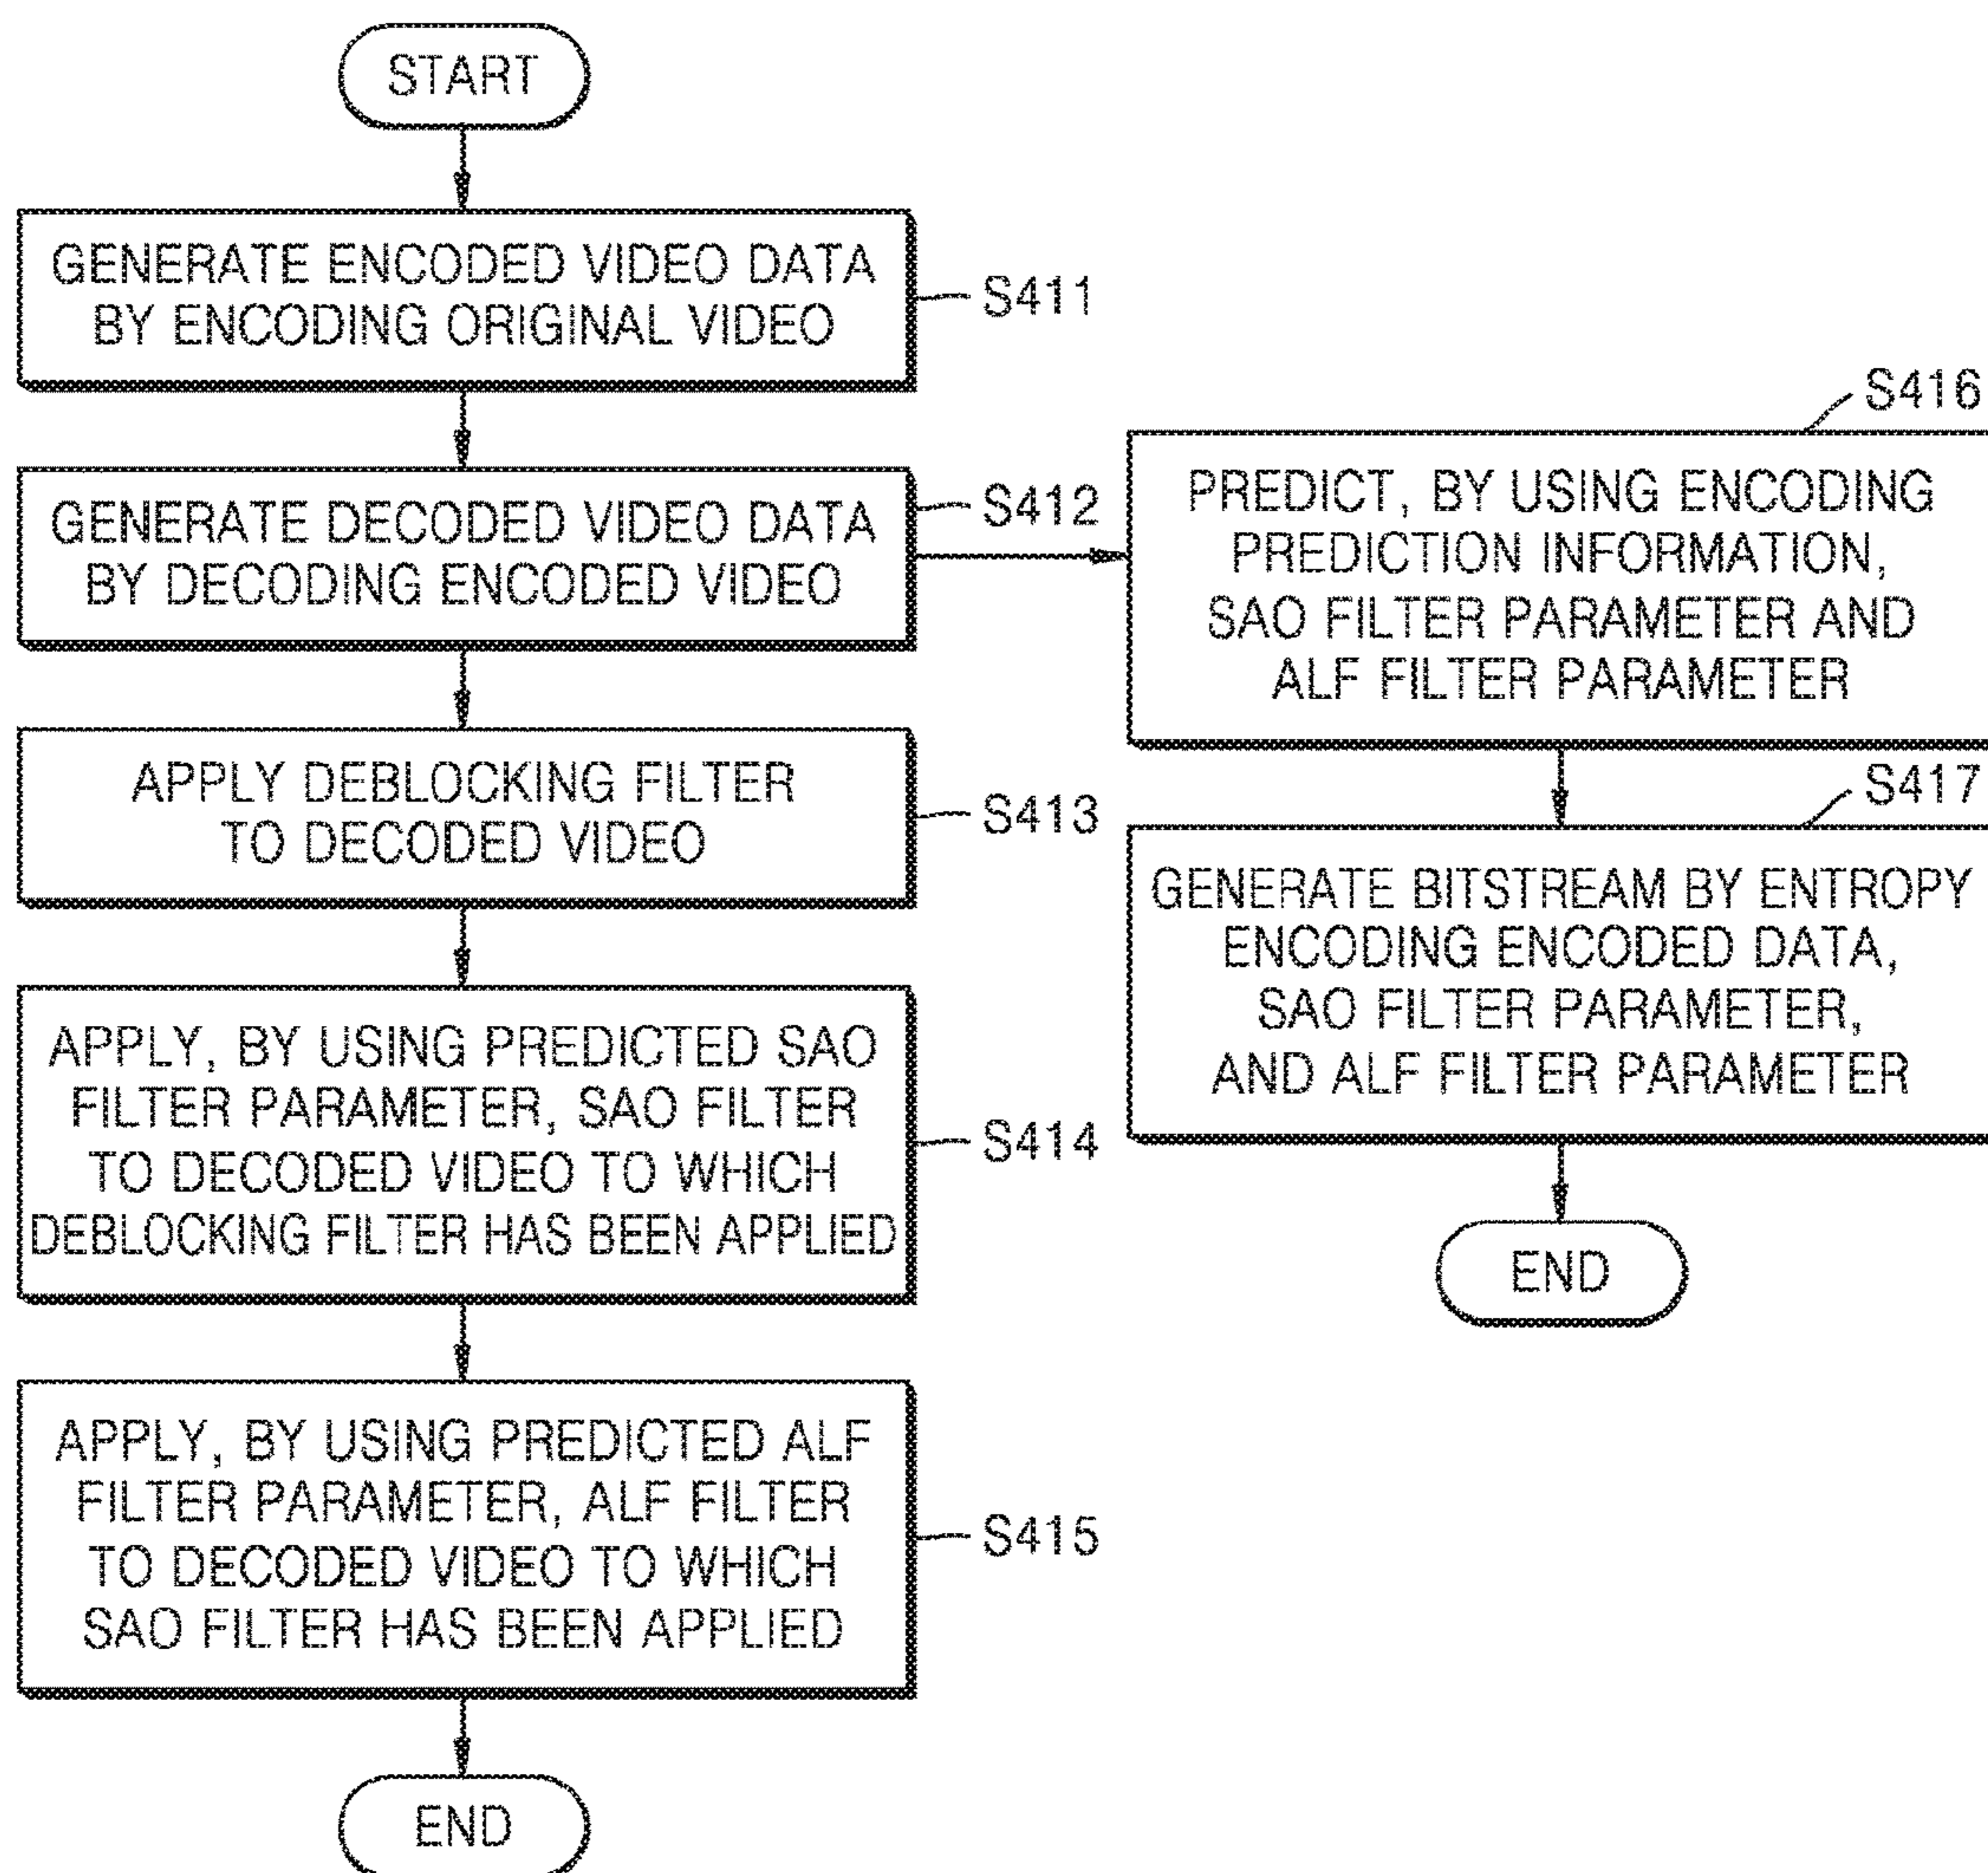 START
GENERATE ENCODED VIDEO DATA
BY ENCODING ORIGINAL VIDEO
S411
GENERATE DECODED VIDEO DATA
BY DECODING ENCODED VIDEO
S412
APPLY DEBLOCKING FILTER
TO DECODED VIDEO
S413
APPLY, BY USING PREDICTED SAO
FILTER PARAMETER, SAO FILTER
TO DECODED VIDEO TO WHICH
DEBLOCKING FILTER HAS BEEN APPLIED
S414
APPLY, BY USING PREDICTED ALF
FILTER PARAMETER, ALF FILTER
TO DECODED VIDEO TO WHICH
SAO FILTER HAS BEEN APPLIED
S415
END
S416
PREDICT, BY USING ENCODING
PREDICTION INFORMATION,
SAO FILTER PARAMETER AND
ALF FILTER PARAMETER
S417
GENERATE BITSTREAM BY ENTROPY
ENCODING ENCODED DATA,
SAO FILTER PARAMETER,
AND ALF FILTER PARAMETER
END